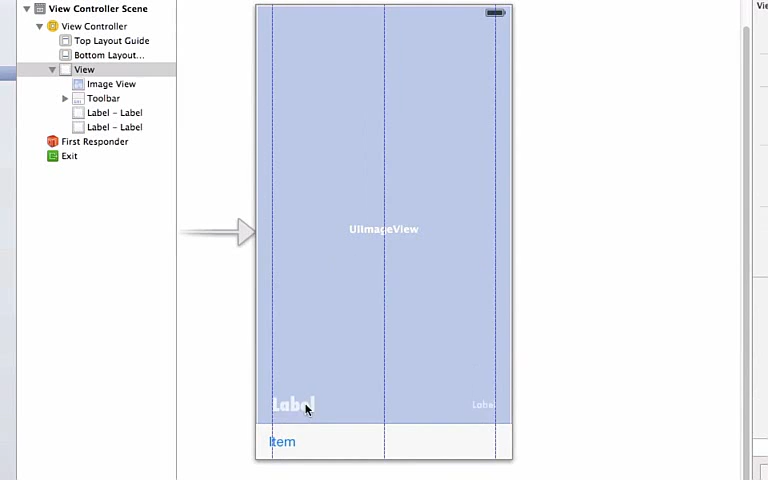 View Controller Scene
View Controller
Top Layout Guide
Bottom Layout...
View
Image View
Toolbar
Label - Label
Label - Label
First Responder
Exit
UIImageView
Label
Label
Item